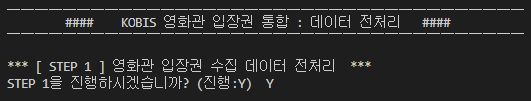 #### KOBIS 영화관 입장권 통합 : 데이터 전처리 ####
*** [ STEP 1 ] 영화관 입장권 수집 데이터 전처리 ***
STEP 1을 진행하시겠습니까? (진행:Y) Y